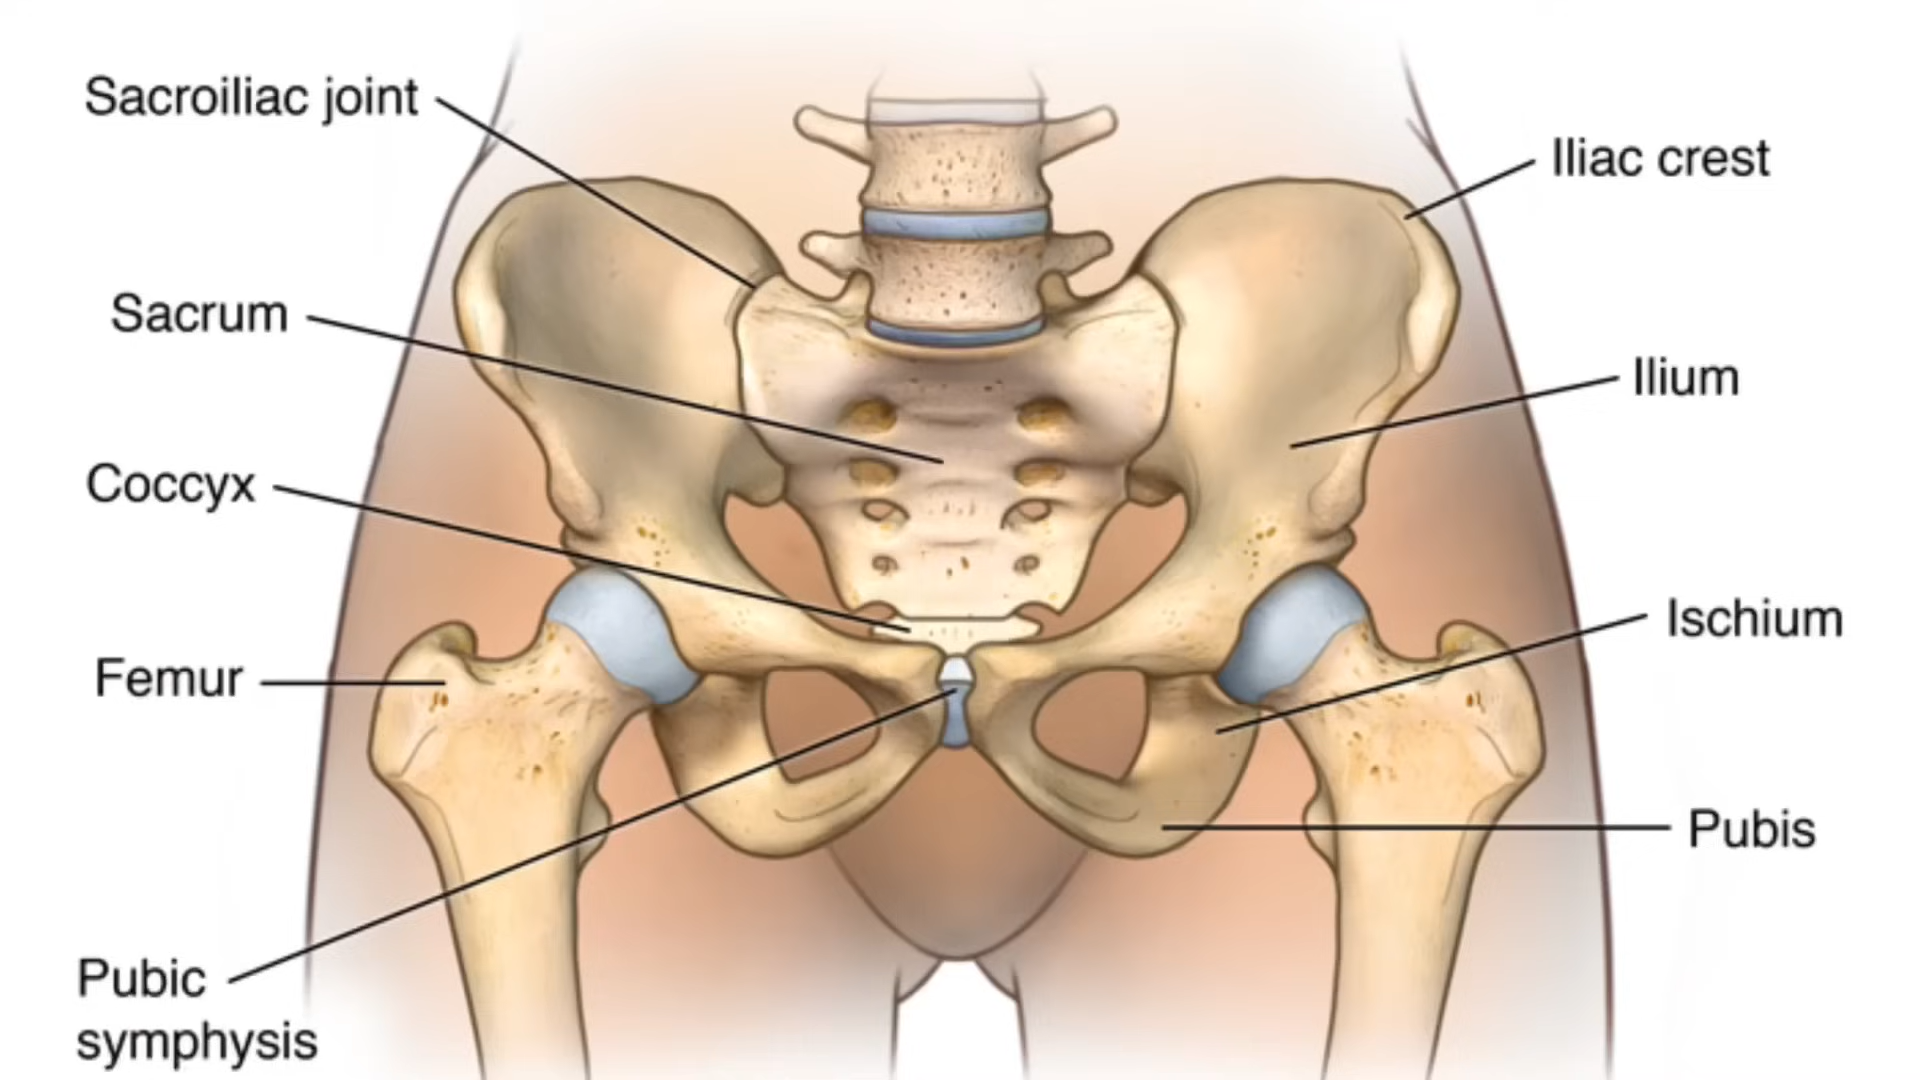 Sacroiliac joint
Iliac crest
Sacrum
Ilium
Coccyx
Ischium
Femur
Pubis
Pubic
symphysis